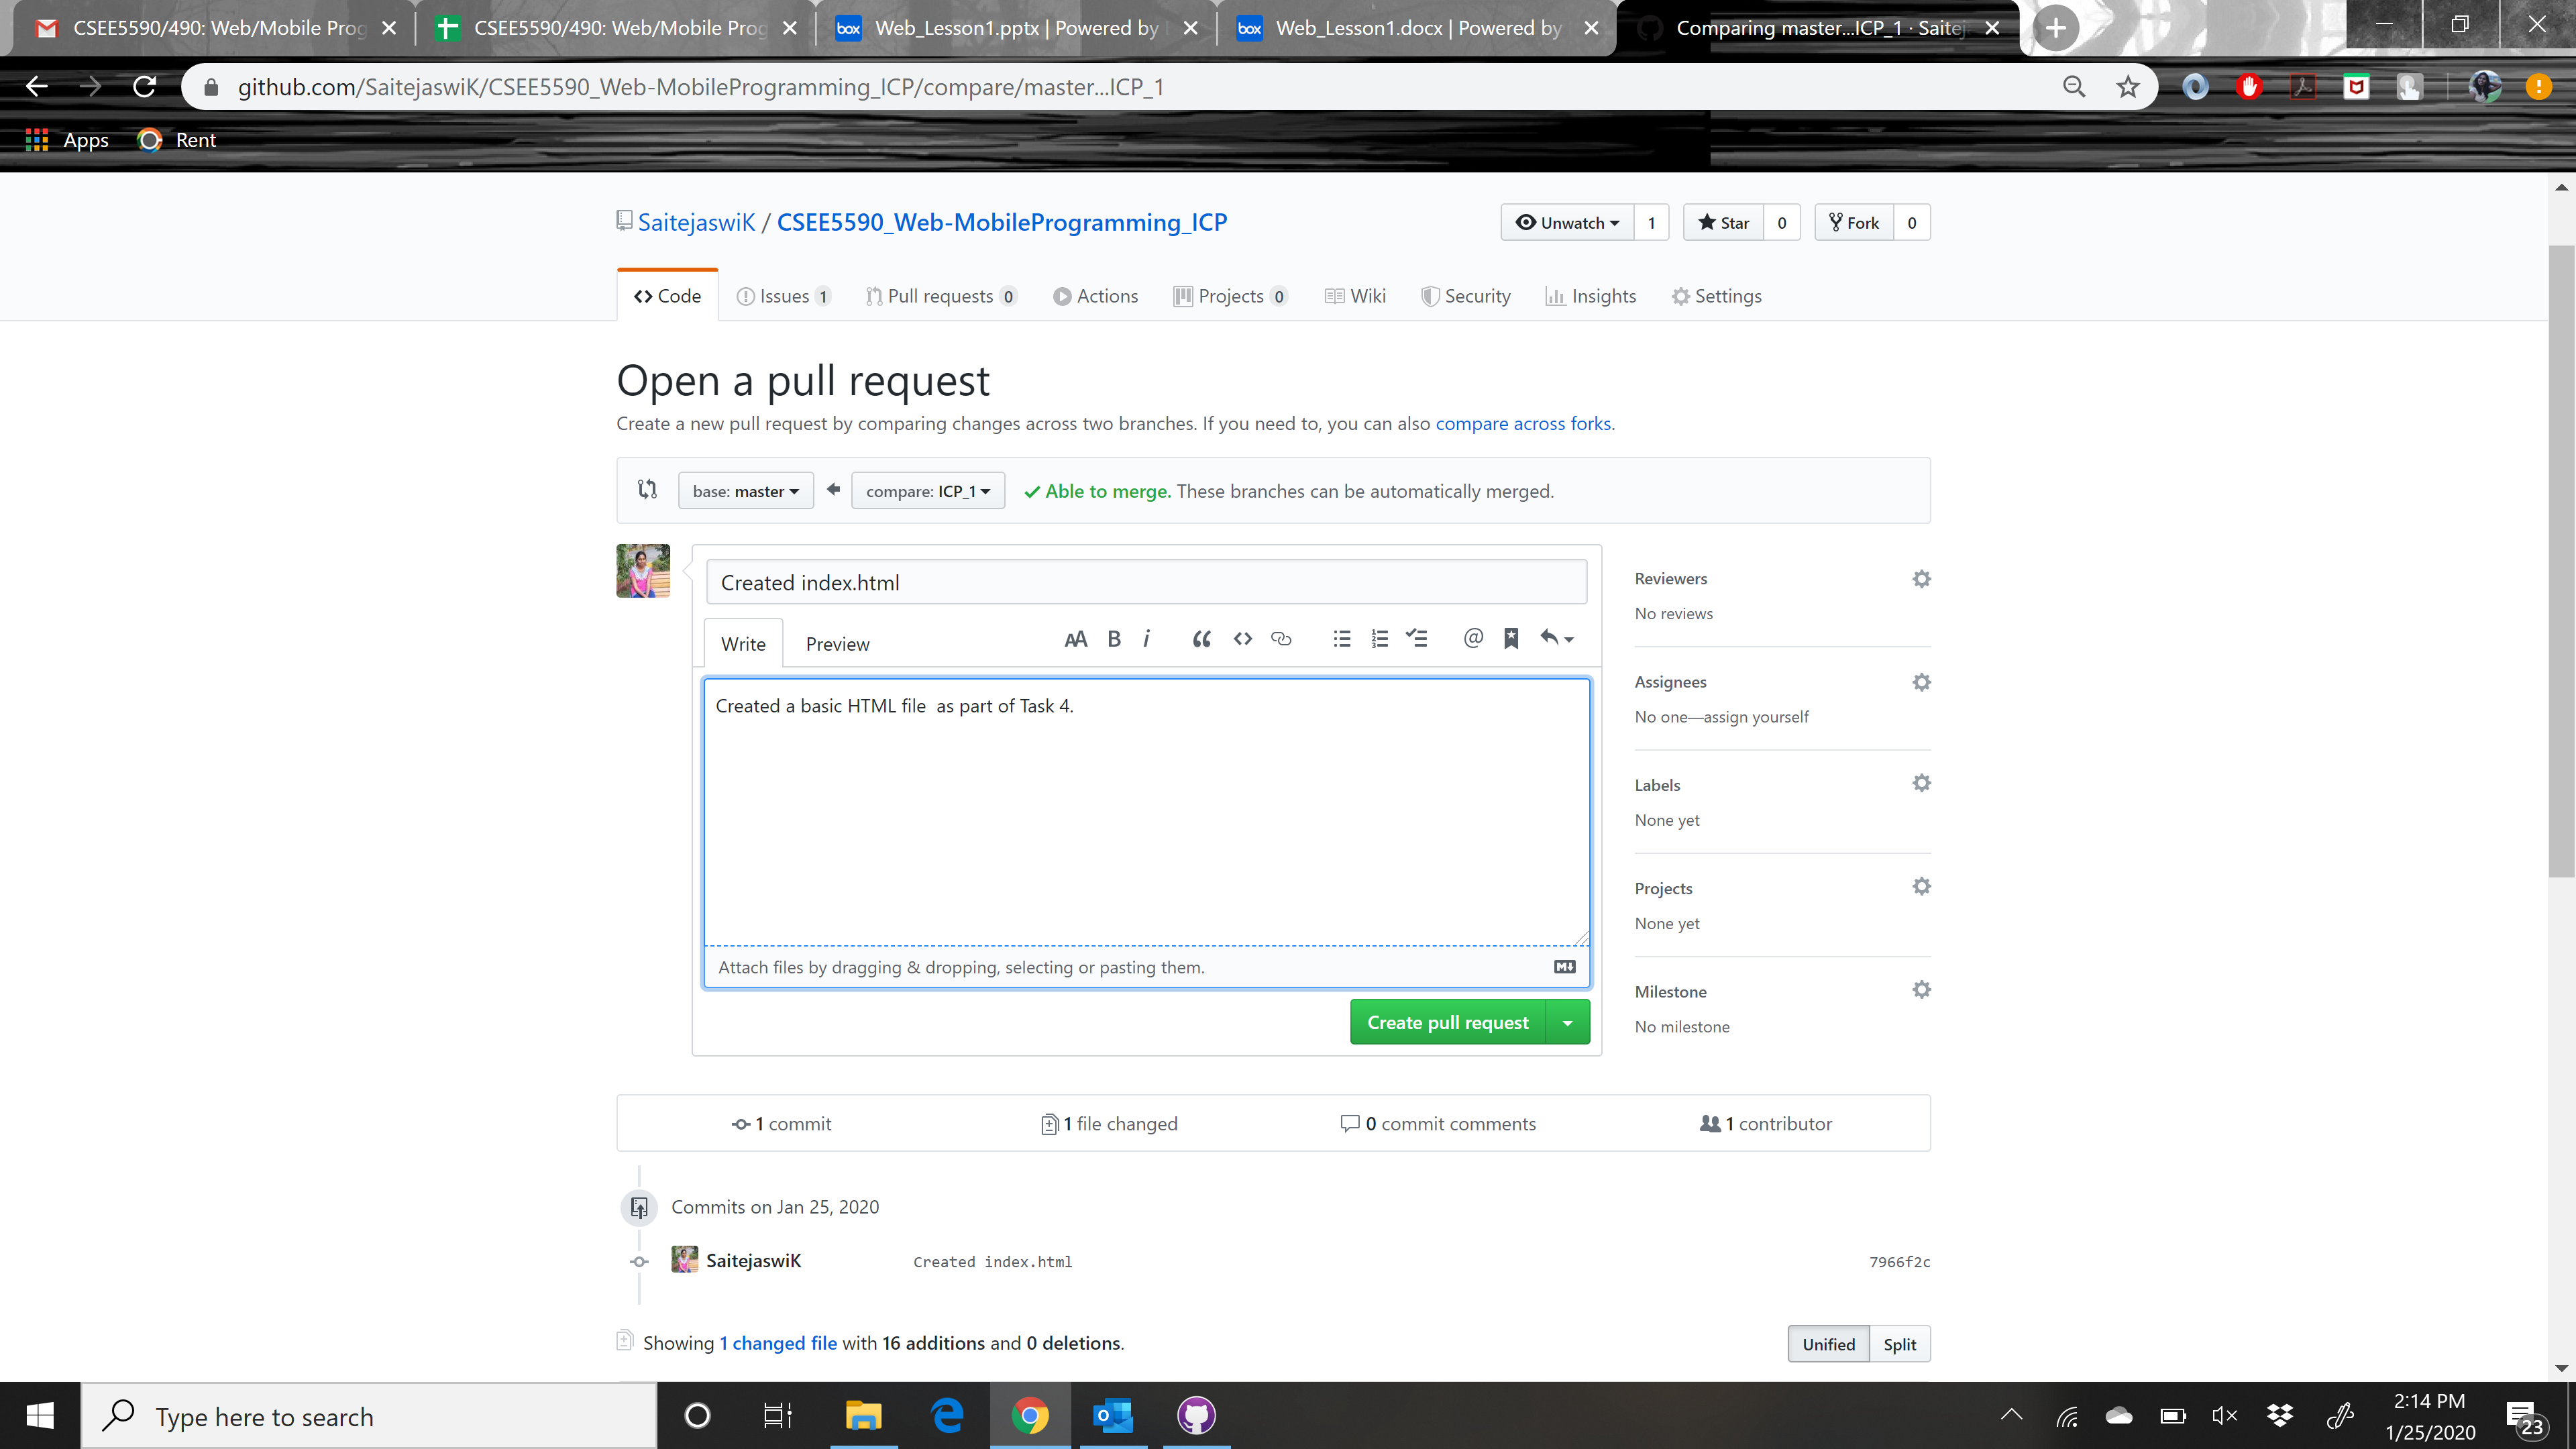 CSEE5590/490: Web/Mobile Prog
CSEE5590/490: Web/Mobile Prog
box Web_Lesson1.pptx | Powered by
box Web_Lesson1.docx | Powered by
Comparing master...ICP_1 · Saitej
github.com/SaitejaswiK/CSEE5590_Web-MobileProgramming_ICP/compare/master...ICP_1
Apps Rent
SaitejaswiK / CSEE5590_Web-MobileProgramming_ICP
Unwatch 1 Star 0 Fork 0
Code Issues 1 Pull requests 0 Actions Projects 0 Wiki Security Insights Settings
Open a pull request
Create a new pull request by comparing changes across two branches. If you need to, you can also compare across forks.
base: master compare: ICP_1 Able to merge. These branches can be automatically merged.
Created index.html
Write Preview AA B i @
Created a basic HTML file  as part of Task 4.
Attach files by dragging & dropping, selecting or pasting them.
Create pull request
Reviewers
No reviews
Assignees
No one—assign yourself
Labels
None yet
Projects
None yet
Milestone
No milestone
1 commit 1 file changed 0 commit comments 1 contributor
Commits on Jan 25, 2020
SaitejaswiK Created index.html 7966f2c
Showing 1 changed file with 16 additions and 0 deletions.
Unified Split
Type here to search
2:14 PM
1/25/2020
23